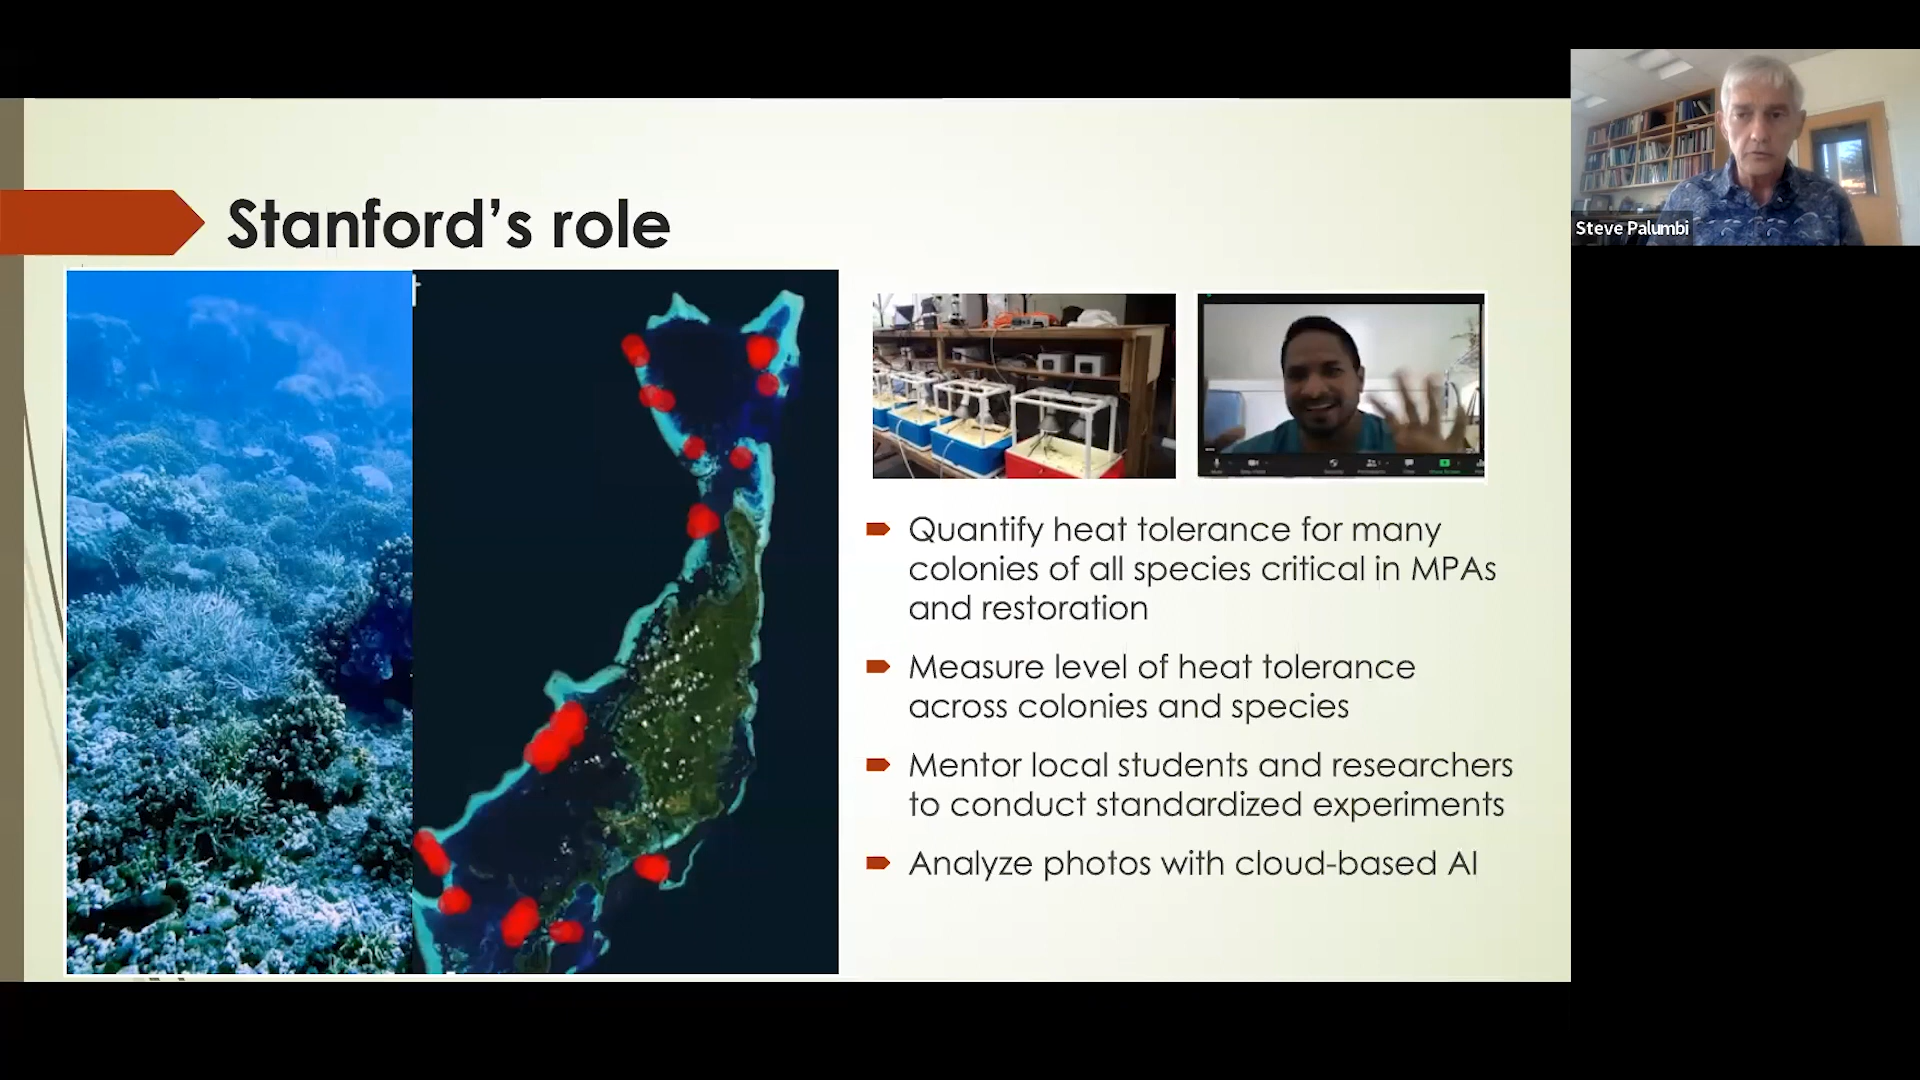 Stanford's role
Steve Palumbi
Quantify heat tolerance for many
colonies of all species critical in MPAs
and restoration
Measure level of heat tolerance
across colonies and species
Mentor local students and researchers
to conduct standardized experiments
Analyze photos with cloud-based AI